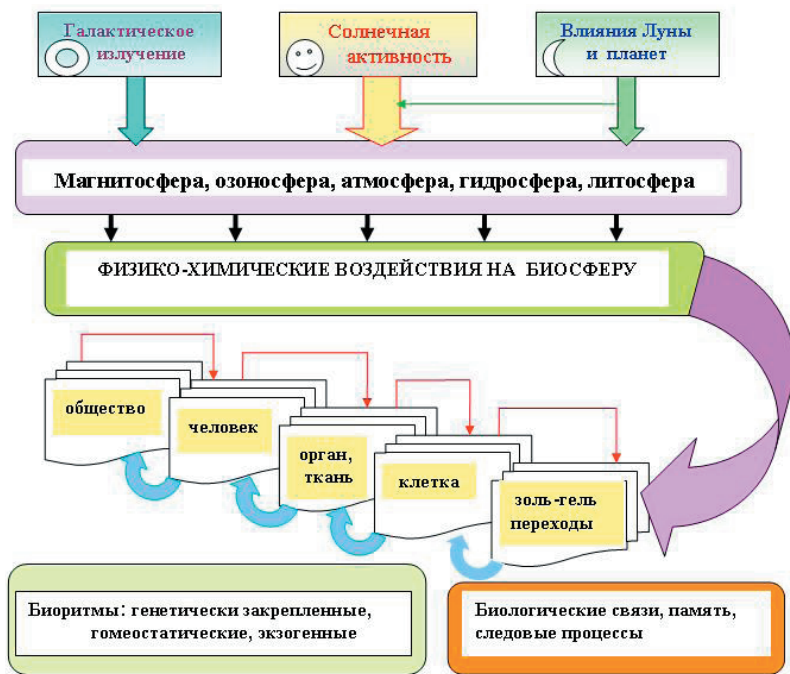 Галактическое
излучение
Солнечная
активность
Влияния Луны
и планет
Магнитосфера, озоносфера, атмосфера, гидросфера, литосфера
ФИЗИКО-ХИМИЧЕСКИЕ ВОЗДЕЙСТВИЯ НА БИОСФЕРУ
общество
человек
орган,
ткань
клетка
золь-гель
переходы
Биоритмы: генетически закрепленные,
гомеостатические, экзогенные
Биологические связи, память,
следовые процессы